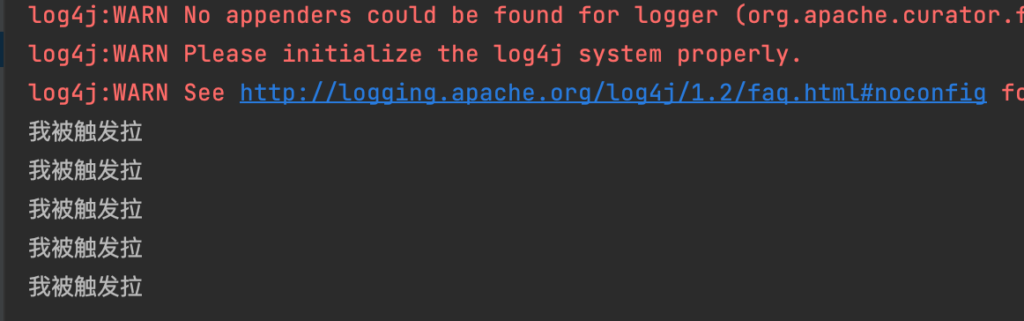 log4j:WARN No appenders could be found for logger (org.apache.curator.f
log4j:WARN Please initialize the log4j system properly.
log4j:WARN See http://logging.apache.org/log4j/1.2/faq.html#noconfig fo
我被触发拉
我被触发拉
我被触发拉
我被触发拉
我被触发拉